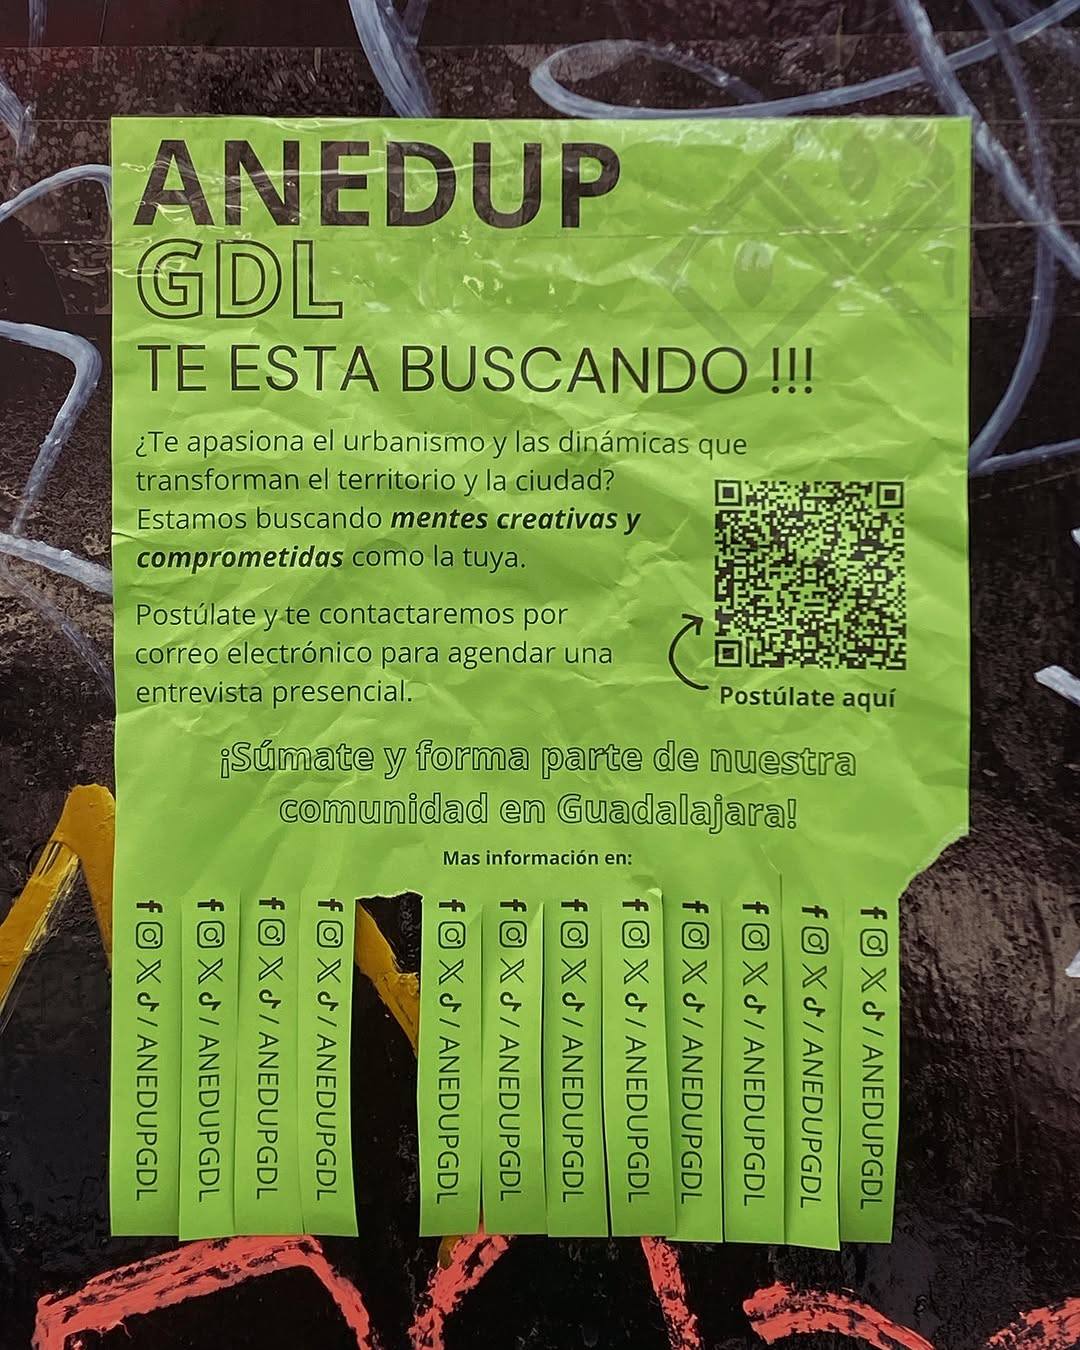 ANEDUP
GDL
TE ESTA BUSCANDO !!!
¿Te apasiona el urbanismo y las dinámicas que
transforman el territorio y la ciudad?
Estamos buscando mentes creativas y
comprometidas como la tuya.
Postúlate y te contactaremos por
correo electrónico para agendar una
entrevista presencial.
Postúlate aquí
¡Súmate y forma parte de nuestra
comunidad en Guadalajara!
Mas información en:
/ ANEDUPGDL
/ ANEDUPGDL
/ ANEDUPGDL
/ ANEDUPGDL
/ ANEDUPGDL
/ ANEDUPGDL
/ ANEDUPGDL
/ ANEDUPGDL
/ ANEDUPGDL
/ ANEDUPGDL
/ ANEDUPGDL
/ ANEDUPGDL